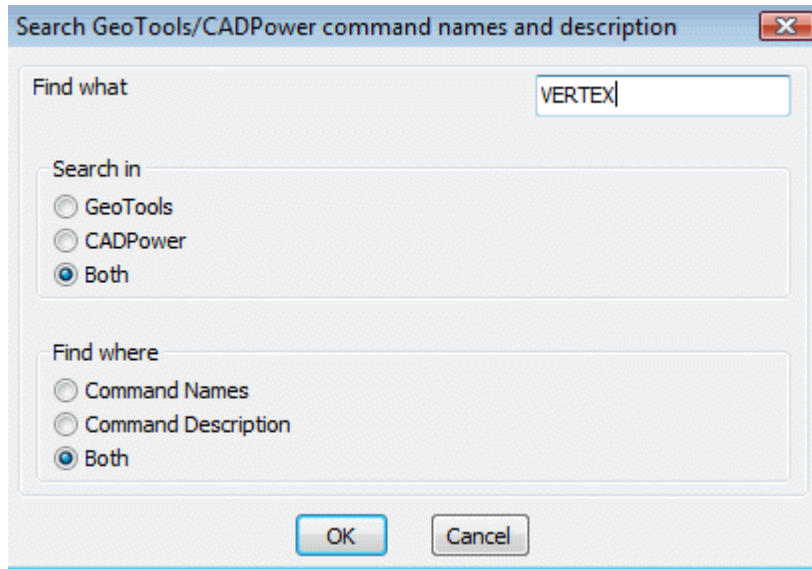 Search GeoTools/CADPower command names and description
Find what
VERTEX
Search in
GeoTools
CADPower
Both
Find where
Command Names
Command Description
Both
OK
Cancel